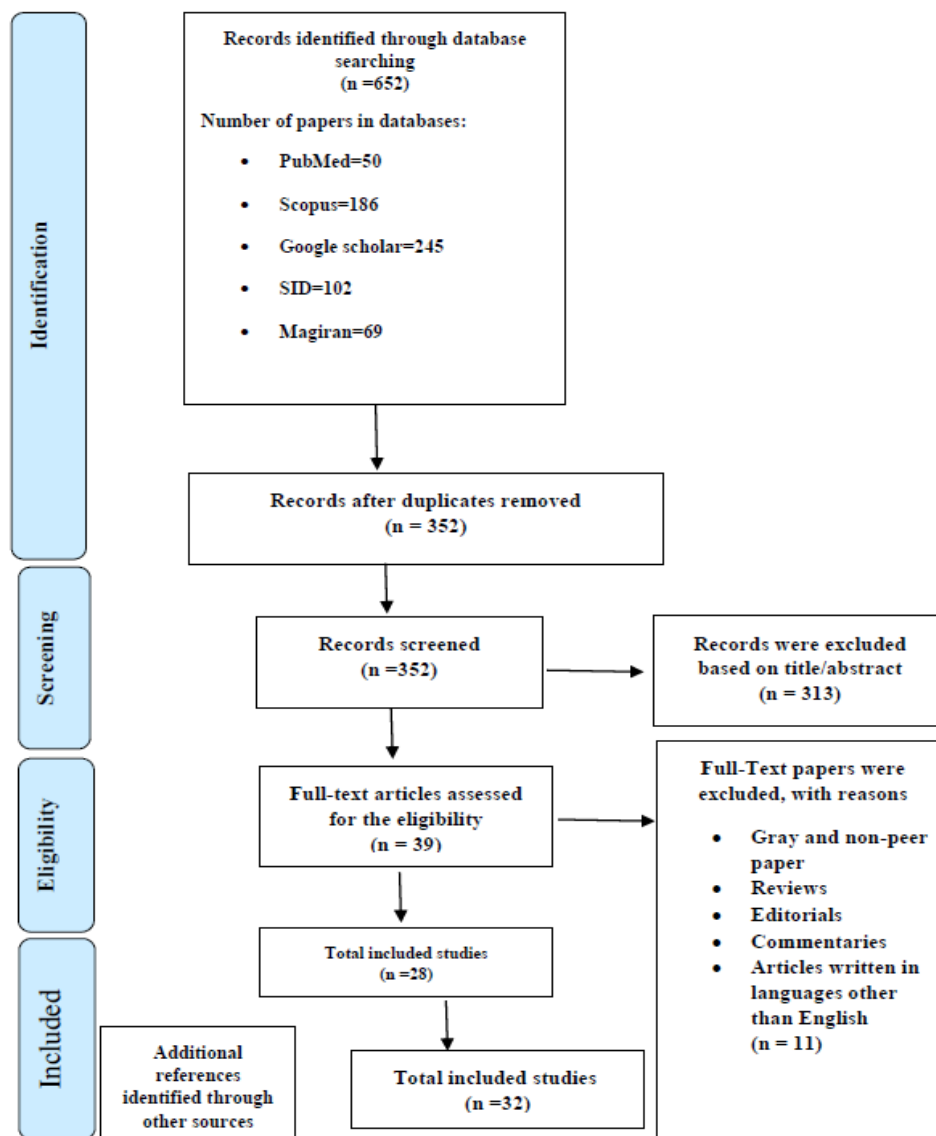 Identification
Records identified through database
searching
(n =652)
Number of papers in databases:
• PubMed=50
• Scopus=186
• Google scholar=245
• SID=102
• Magiran=69
Records after duplicates removed
(n = 352)
Screening
Records screened
(n =352)
Records were excluded
based on title/abstract
(n = 313)
Eligibility
Full-text articles assessed
for the eligibility
(n = 39)
Full-Text papers were
excluded, with reasons
• Gray and non-peer
paper
• Reviews
• Editorials
• Commentaries
• Articles written in
languages other
than English
(n = 11)
Included
Total included studies
(n =28)
Additional
references
identified through
other sources
Total included studies
(n =32)